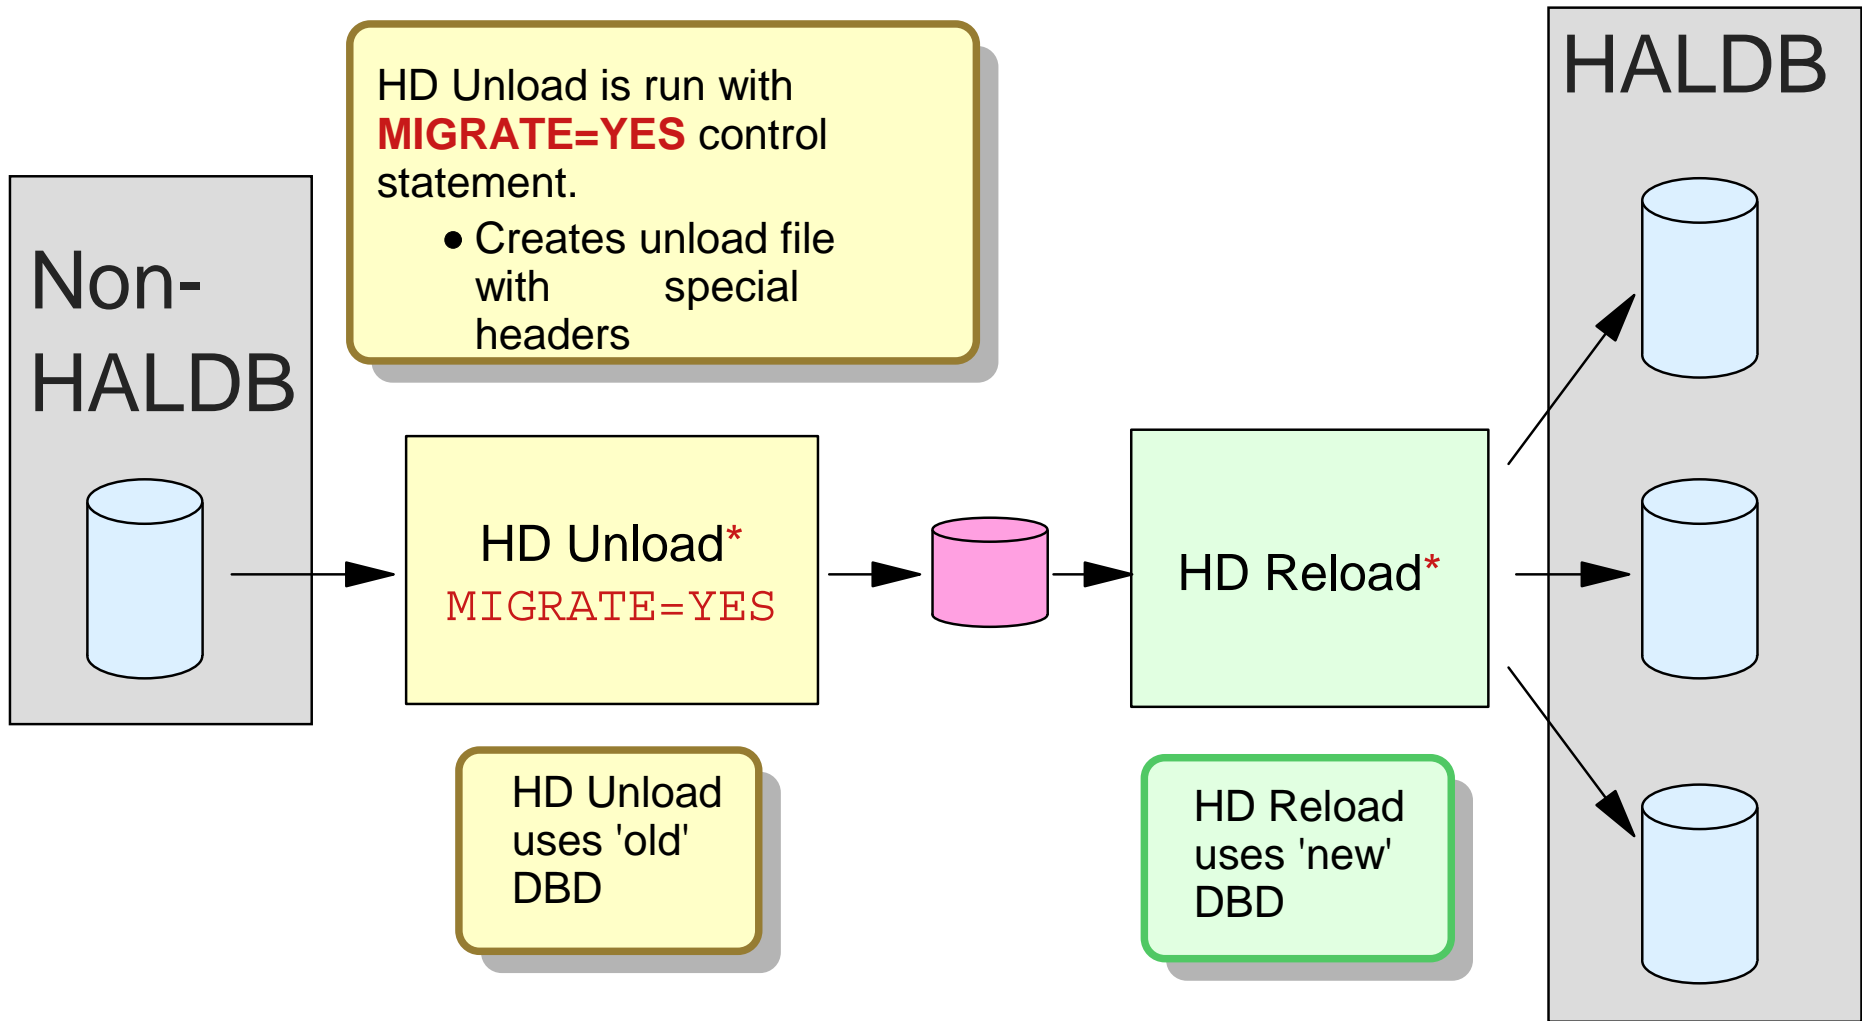 HD Unload is run with
MIGRATE=YES control
statement.
● Creates unload file
with special
headers
HALDB
Non-
HALDB
HD Unload*
MIGRATE=YES
HD Reload*
HD Unload
uses 'old'
DBD
HD Reload
uses 'new'
DBD